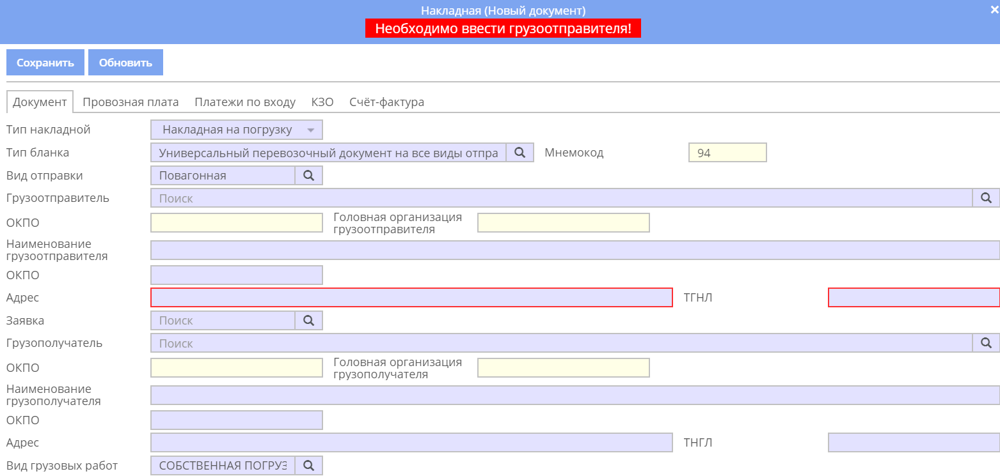 Накладная (Новый документ)
×
Необходимо ввести грузоотправителя!
Сохранить Обновить
Документ Провозная плата Платежи по входу КЗО Счёт-фактура
Тип накладной Накладная на погрузку
Тип бланка Универсальный перевозочный документ на все виды отпра Мнемокод 94
Вид отправки Повагонная
Грузоотправитель Поиск
ОКПО Головная организация
грузоотправителя
Наименование
грузоотправителя
ОКПО
Адрес ТГНЛ
Заявка Поиск
Грузополучатель Поиск
ОКПО Головная организация
грузополучателя
Наименование
грузополучателя
ОКПО
Адрес ТНГЛ
Вид грузовых работ СОБСТВЕННАЯ ПОГРУЗ